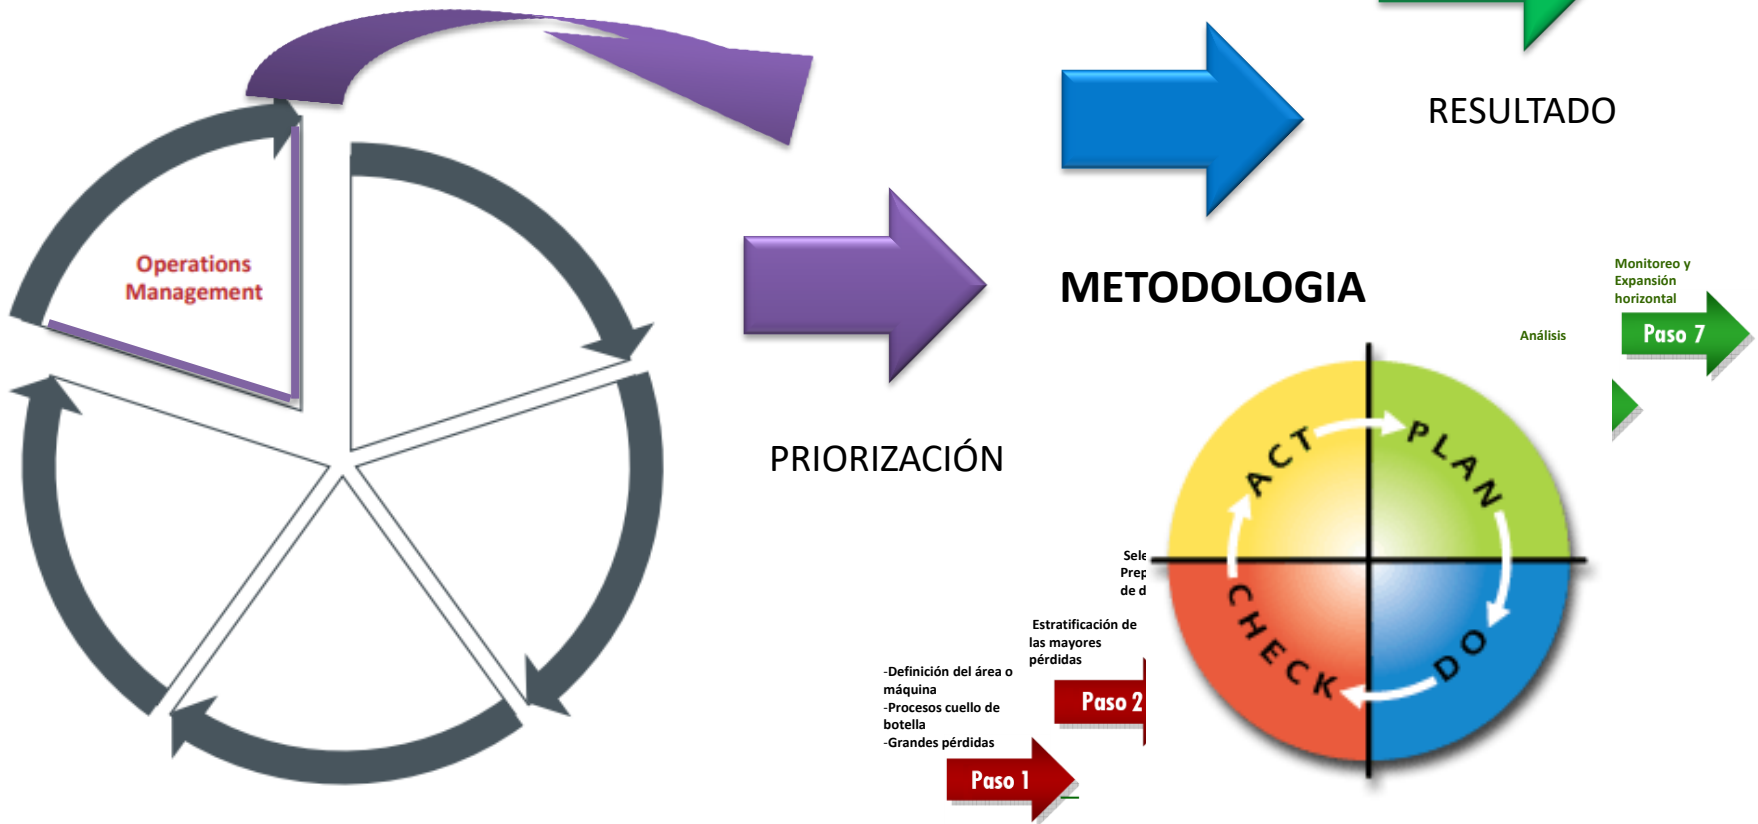 RESULTADO
Operations
Management
METODOLOGIA
Monitoreo y
Expansión
horizontal
Paso 7
Análisis
PRIORIZACIÓN
ACT
PLAN
DO
CHECK
de
Estratificación de
las mayores
pérdidas
Paso 2
-Definición del área o
máquina
-Procesos cuello de
botella
-Grandes pérdidas
Paso 1